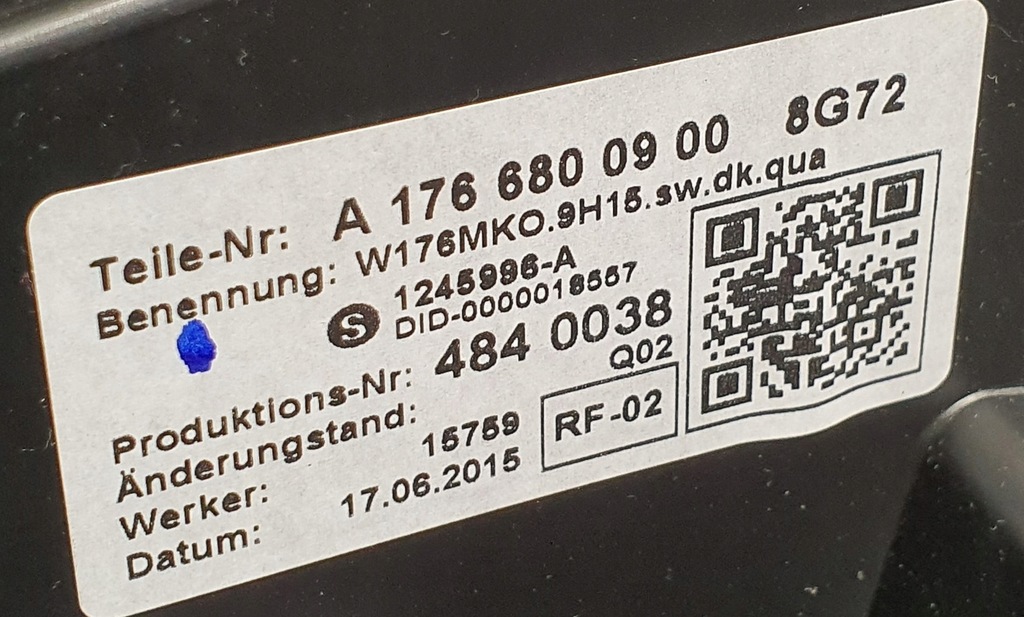 Teile-Nr: A 176 680 09 00 8G72
Benennung: W176MKO.9H15.sw.dk.qua
S 1245996-A
DID-0000018567
Produktions-Nr: 484 0038
Änderungstand: Q02
Werker: 15759 RF-02
Datum: 17.06.2015